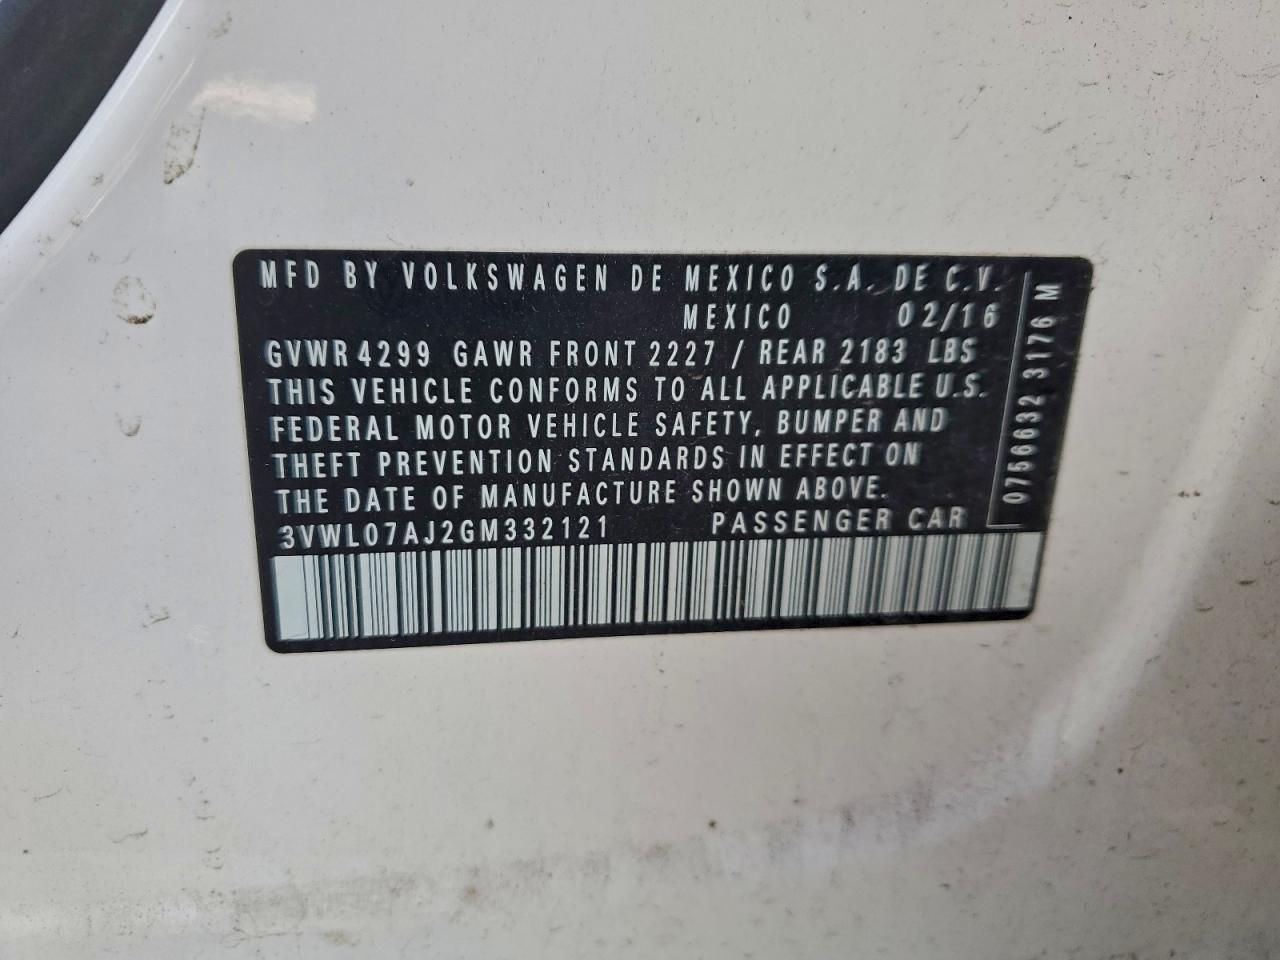 MFD BY VOLKSWAGEN DE MEXICO S.A. DE C.V.
MEXICO 02/16
GVWR 4299 GAWR FRONT 2227 / REAR 2183 LBS
THIS VEHICLE CONFORMS TO ALL APPLICABLE U.S.
FEDERAL MOTOR VEHICLE SAFETY, BUMPER AND
THEFT PREVENTION STANDARDS IN EFFECT ON
THE DATE OF MANUFACTURE SHOWN ABOVE.
3VWL07AJ2GM332121 PASSENGER CAR
0756632 3176 M